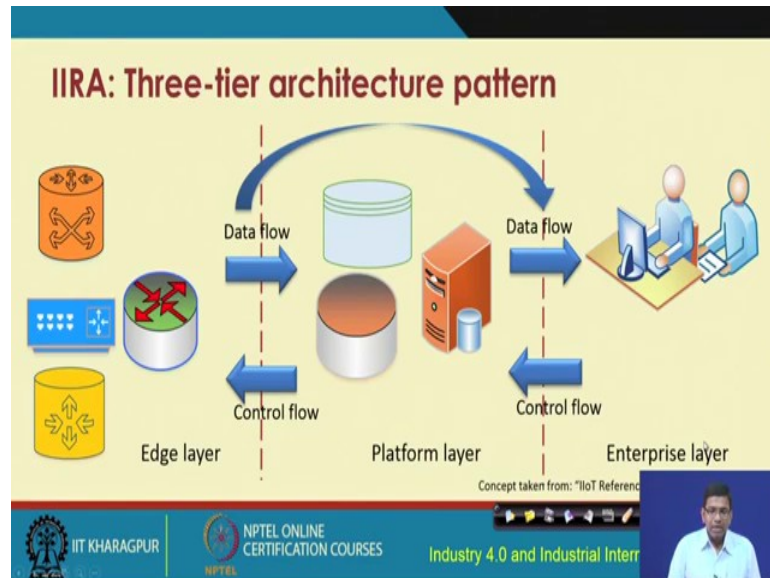 IIRA: Three-tier architecture pattern
Data flow
Data flow
Control flow
Control flow
Edge layer
Platform layer
Enterprise layer
Concept taken from: "IIoT Referenc
IIT KHARAGPUR
NPTEL
NPTEL ONLINE
CERTIFICATION COURSES
Industry 4.0 and Industrial Intern